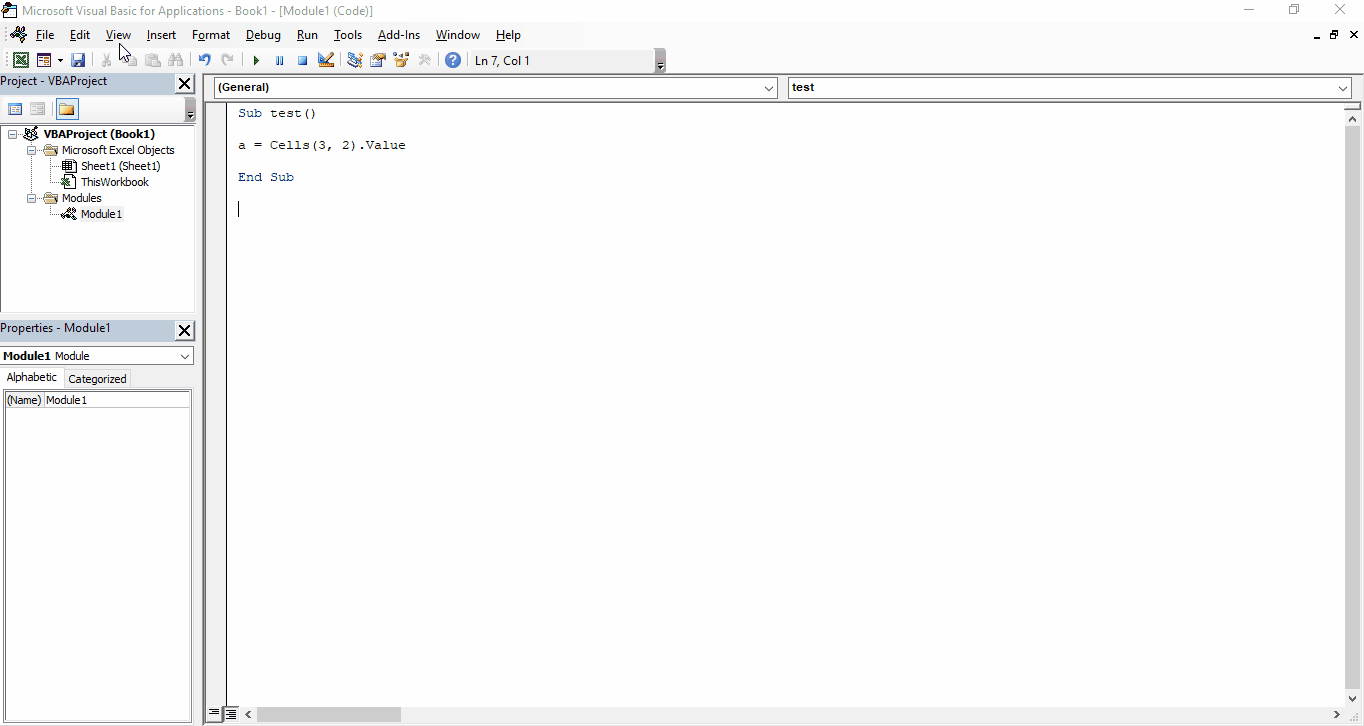 Microsoft Visual Basic for Applications - Book1 - [Module1 (Code)]
File Edit View Insert Format Debug Run Tools Add-Ins Window Help
Ln 7, Col 1
Project - VBAProject
(General) test
VBAProject (Book1)
Microsoft Excel Objects
Sheet1 (Sheet1)
ThisWorkbook
Modules
Module1
Sub test()
a = Cells(3, 2).Value
End Sub
Properties - Module1
Module1 Module
Alphabetic Categorized
(Name) Module1